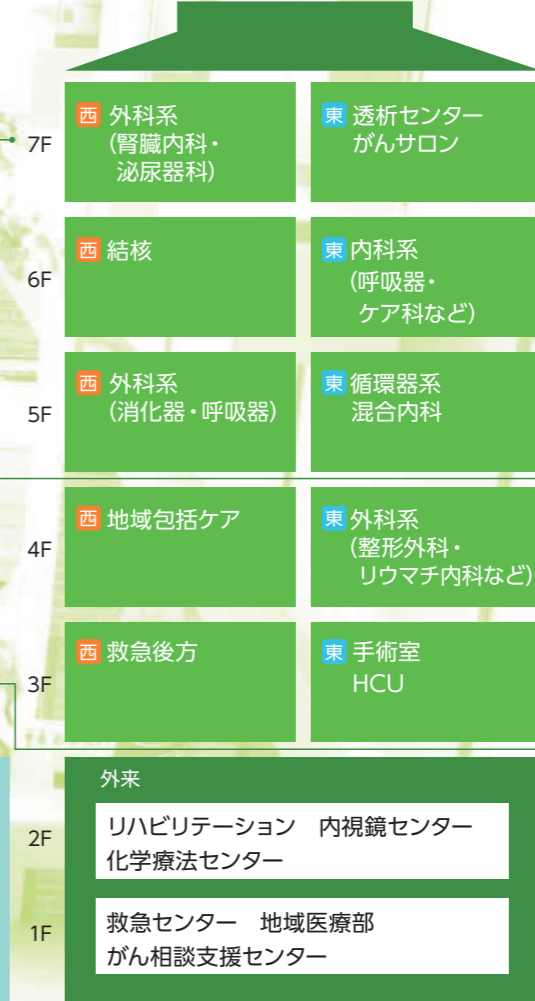 7F
西 外科系
(腎臓内科・
泌尿器科)
東 透析センター
がんサロン
6F
西 結核
東 内科系
(呼吸器・
ケア科など)
5F
西 外科系
(消化器・呼吸器)
東 循環器系
混合内科
4F
西 地域包括ケア
東 外科系
(整形外科・
リウマチ内科など)
3F
西 救急後方
東 手術室
HCU
外来
2F
リハビリテーション 内視鏡センター
化学療法センター
1F
救急センター 地域医療部
がん相談支援センター